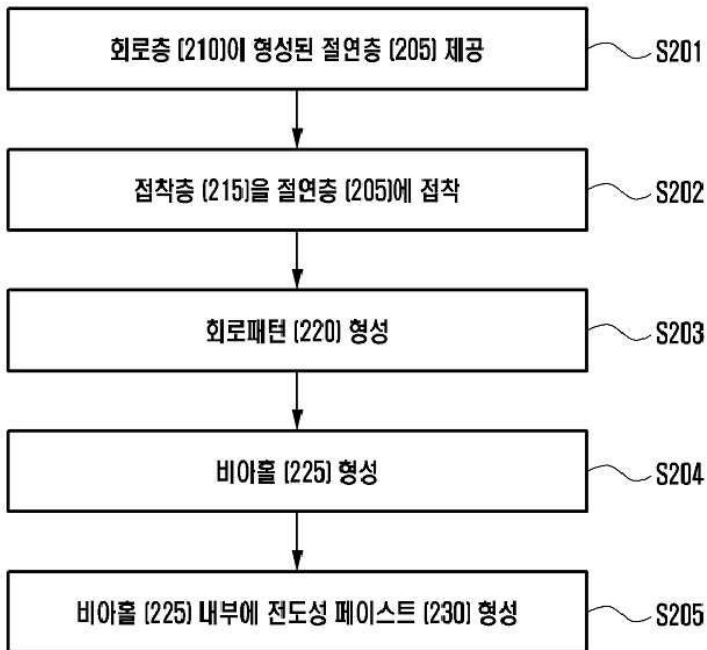 회로층 (210)에 형성된 절연층 (205) 제공
S201
접착층 (215)을 절연층 (205)에 접착
S202
회로패턴 (220) 형성
S203
비아홀 (225) 형성
S204
비아홀 (225) 내부에 전도성 페이스트 (230) 형성
S205